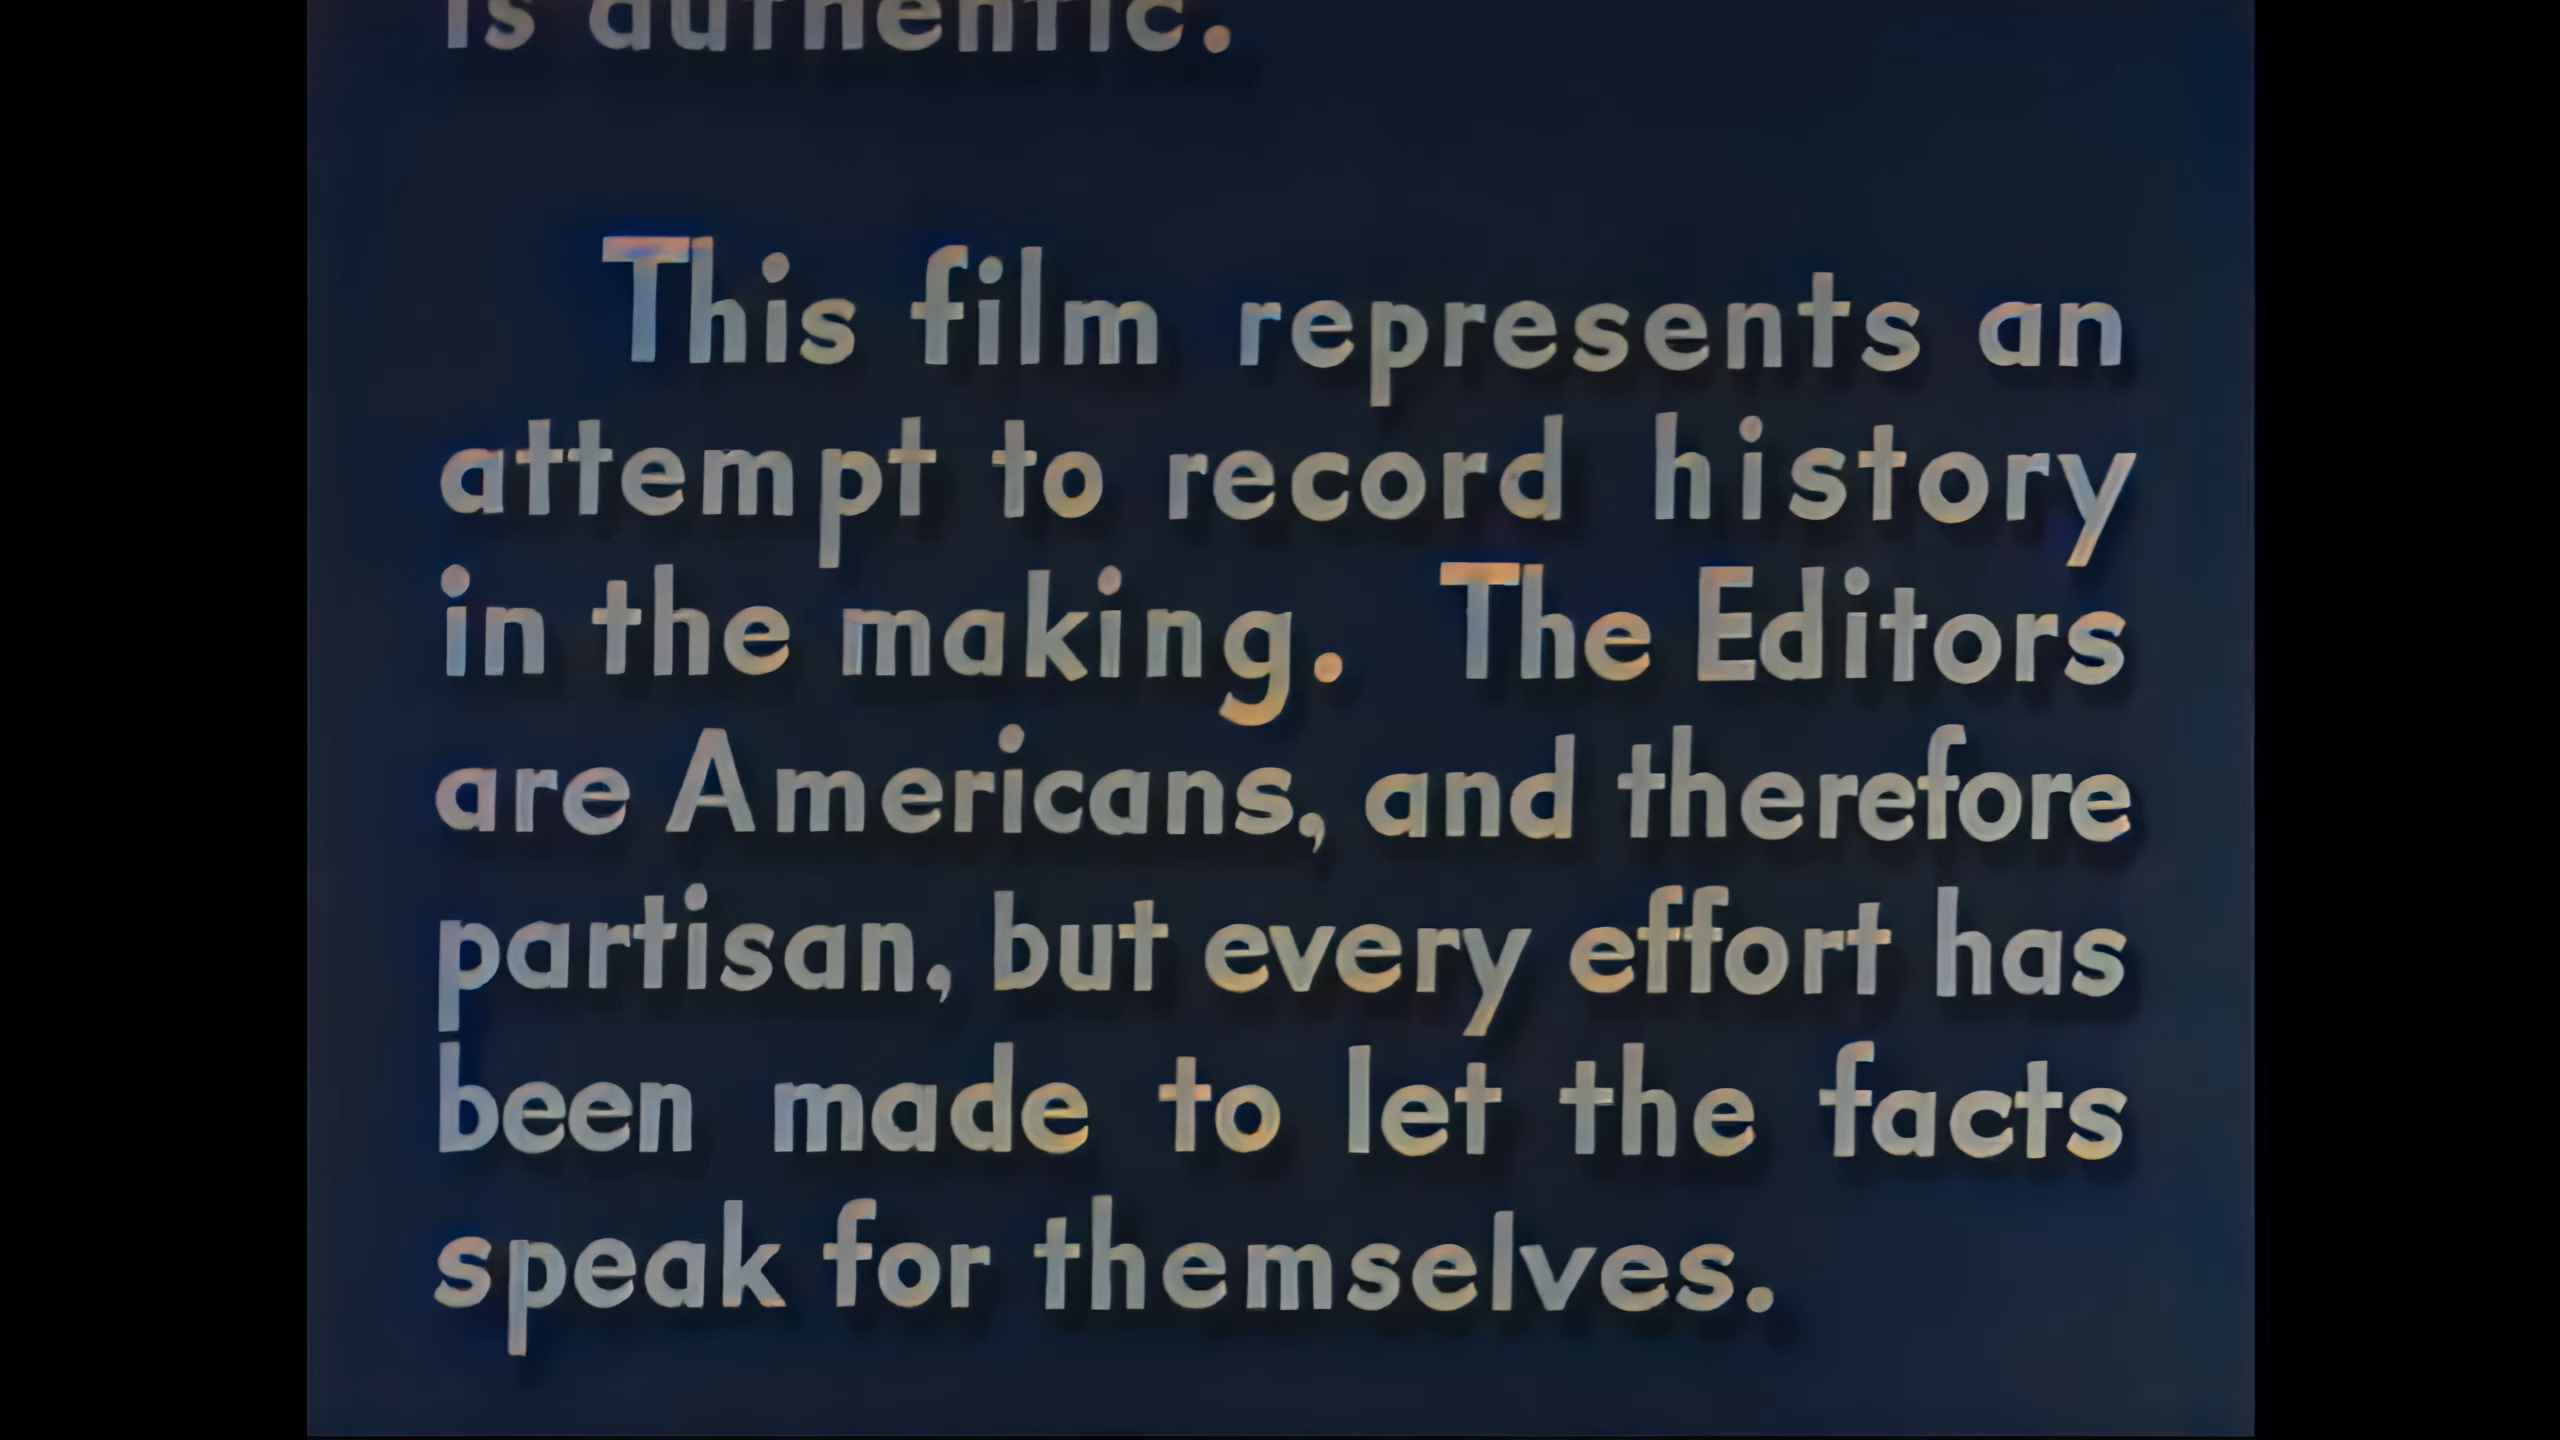 is authentic.
This film represents an
attempt to record history
in the making. The Editors
are Americans, and therefore
partisan, but every effort has
been made to let the facts
speak for themselves.